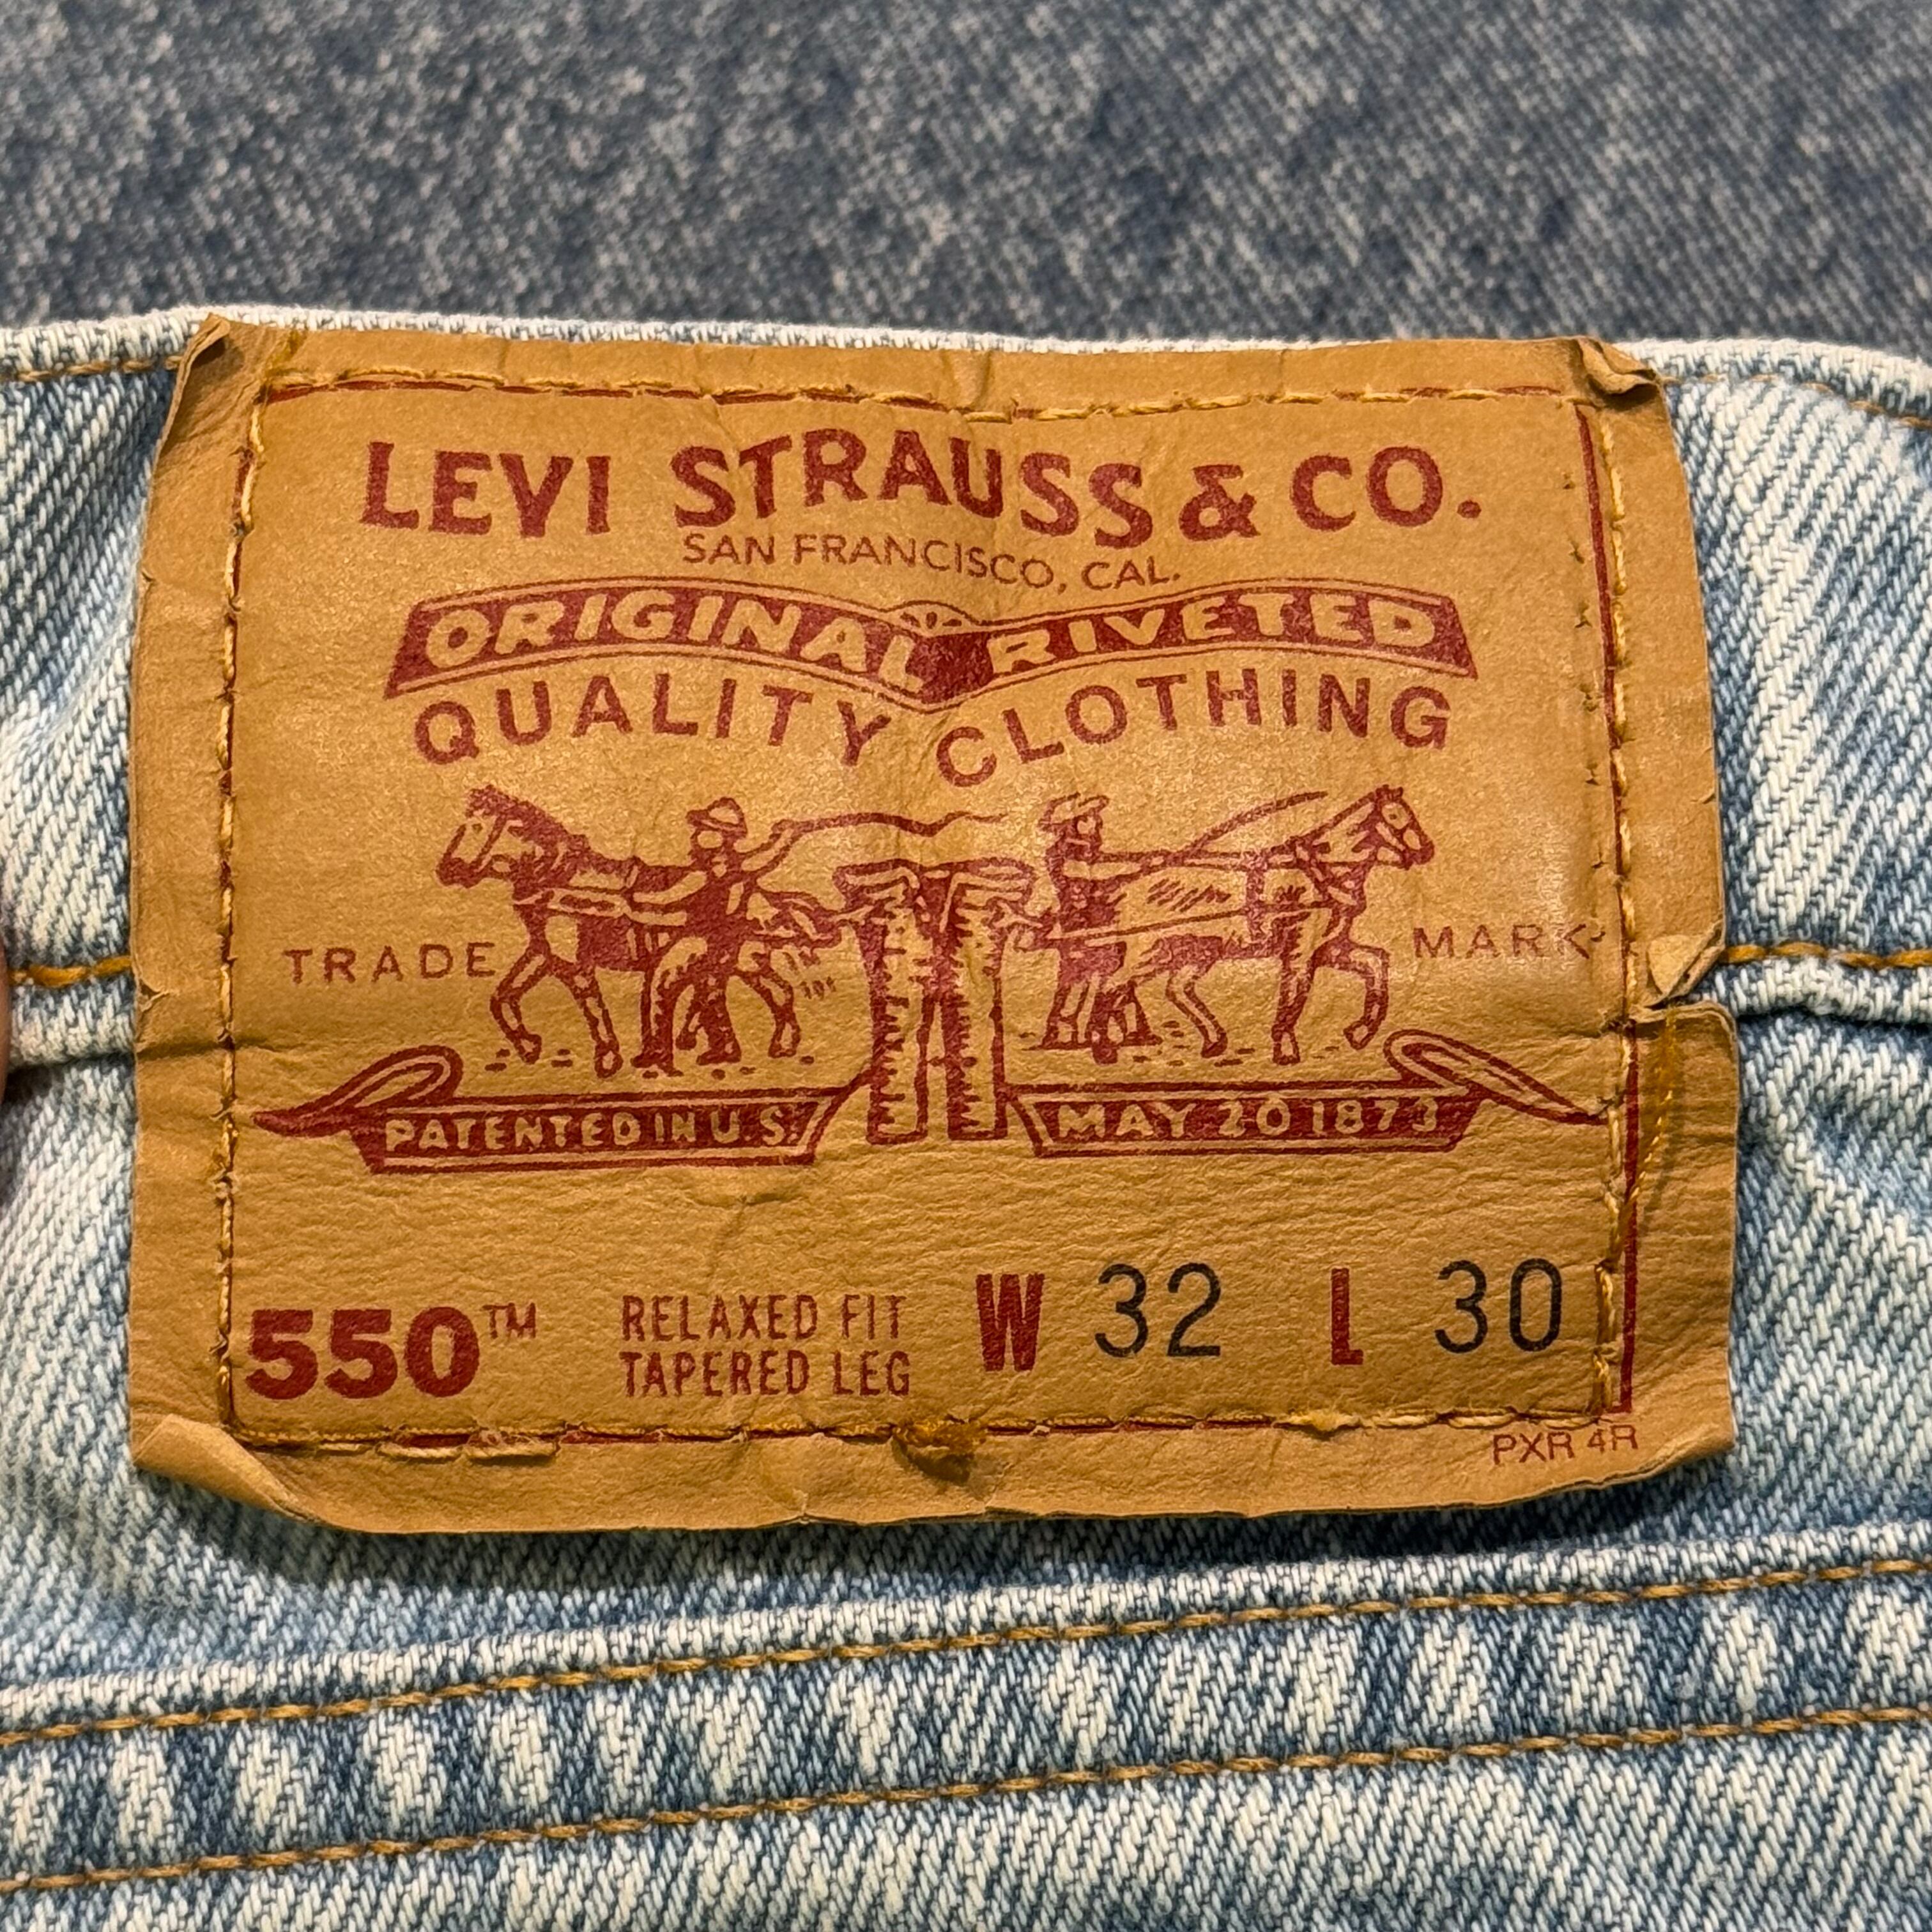 LEVI STRAUSS & CO.
SAN FRANCISCO, CAL.
ORIGINAL RIVETED
QUALITY CLOTHING
TRADE MARK
PATENTED IN U.S. MAY 20 1873
550™ RELAXED FIT W 32 L 30
TAPERED LEG
PXR 4R